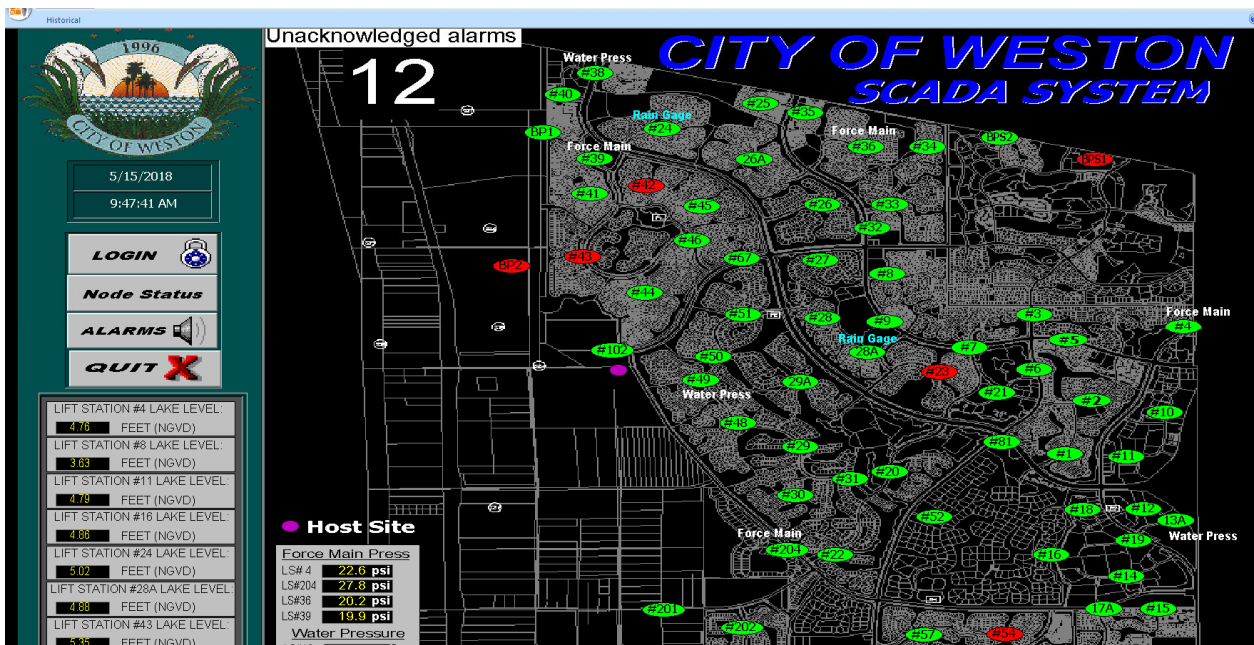 Historical
Unacknowledged alarms
12
CITY OF WESTON
SCADA SYSTEM
1996
CITY OF WESTON
5/15/2018
9:47:41 AM
LOGIN
Node Status
ALARMS
QUIT
LIFT STATION #4 LAKE LEVEL:
4.76 FEET (NGVD)
LIFT STATION #8 LAKE LEVEL:
3.63 FEET (NGVD)
LIFT STATION #11 LAKE LEVEL:
4.79 FEET (NGVD)
LIFT STATION #16 LAKE LEVEL:
4.86 FEET (NGVD)
LIFT STATION #24 LAKE LEVEL:
5.02 FEET (NGVD)
LIFT STATION #28A LAKE LEVEL:
4.88 FEET (NGVD)
LIFT STATION #43 LAKE LEVEL:
5.35 FEET (NGVD)
Water Press
#38
#40
#25
#35
Rain Gage
#24
BP1
Force Main
#36
#34
BPS2
BPS1
Force Main
#39
26A
#42
#41
#45
#26
#33
#32
#46
#43
BP2
#67
#27
#8
#44
#51
#28
#9
#3
Force Main
#4
Rain Gage
28A
#5
#7
#102
#50
#23
#6
#49
Water Press
29A
#21
#2
#10
#48
#29
#81
#1
#11
#31
#20
#30
#52
#18
#12
13A
Water Press
Host Site
Force Main
#204
#22
#16
#19
#14
Force Main Press
LS# 4 22.6 psi
LS#204 27.8 psi
LS#36 20.2 psi
LS#39 19.9 psi
Water Pressure
#201
#202
17A
#15
#57
#54